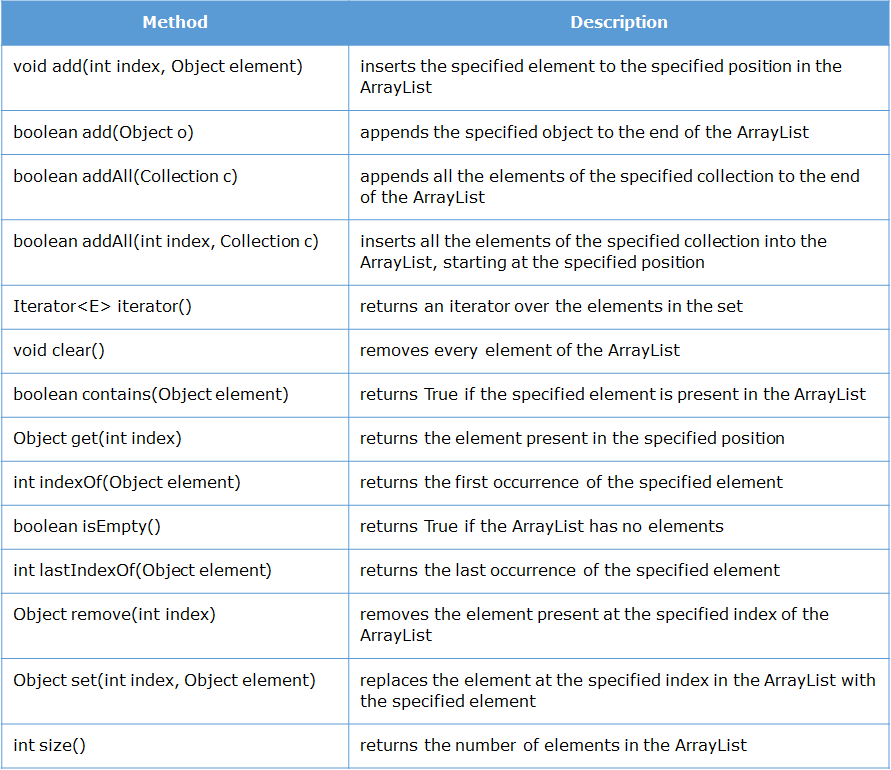 Method Description
void add(int index, Object element) inserts the specified element to the specified position in the
ArrayList
boolean add(Object o) appends the specified object to the end of the ArrayList
boolean addAll(Collection c) appends all the elements of the specified collection to the end
of the ArrayList
boolean addAll(int index, Collection c) inserts all the elements of the specified collection into the
ArrayList, starting at the specified position
Iterator<E> iterator() returns an iterator over the elements in the set
void clear() removes every element of the ArrayList
boolean contains(Object element) returns True if the specified element is present in the ArrayList
Object get(int index) returns the element present in the specified position
int indexOf(Object element) returns the first occurrence of the specified element
boolean isEmpty() returns True if the ArrayList has no elements
int lastIndexOf(Object element) returns the last occurrence of the specified element
Object remove(int index) removes the element present at the specified index of the
ArrayList
Object set(int index, Object element) replaces the element at the specified index in the ArrayList with
the specified element
int size() returns the number of elements in the ArrayList